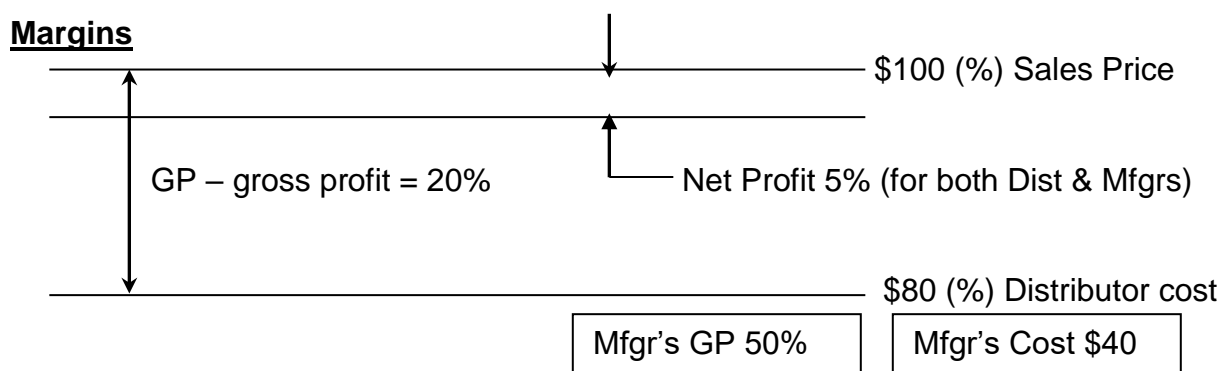 Margins
$100 (%) Sales Price
GP – gross profit = 20%
Net Profit 5% (for both Dist & Mfgrs)
$80 (%) Distributor cost
Mfgr’s GP 50%
Mfgr’s Cost $40